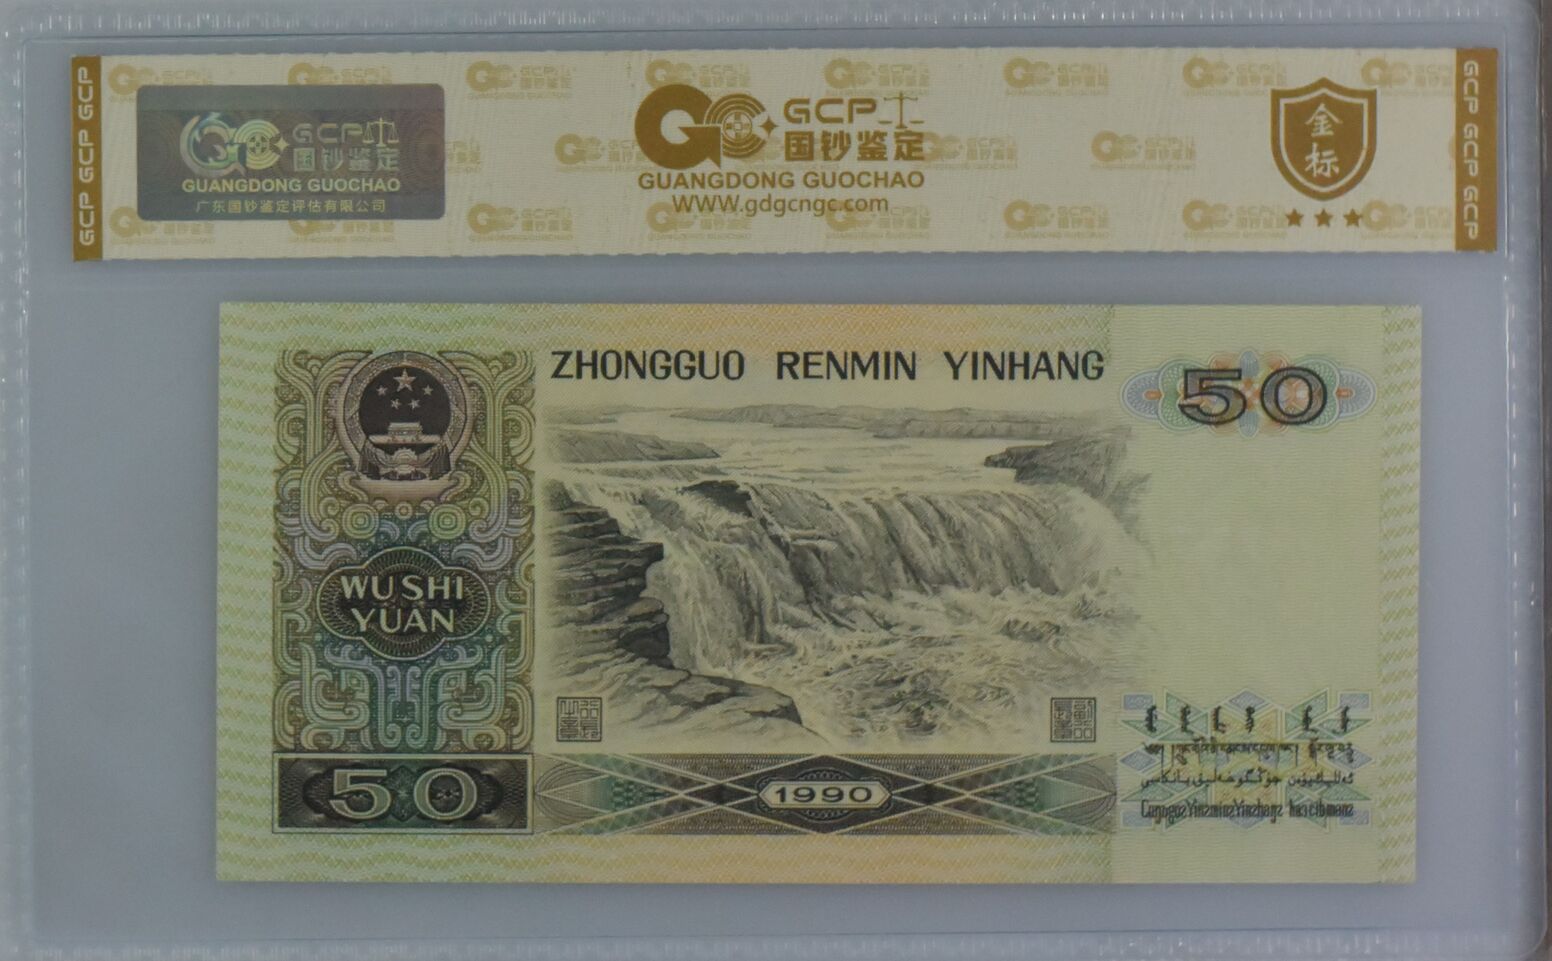 GCP GCP GCP
GCP
国钞鉴定
GUANGDONG GUOCHAO
广东国钞鉴定评估有限公司
GCP
国钞鉴定
GUANGDONG GUOCHAO
WWW.gdgcngc.com
金
标
GCP GCP GCP
ZHONGGUO RENMIN YINHANG
50
WU SHI
YUAN
50
1990